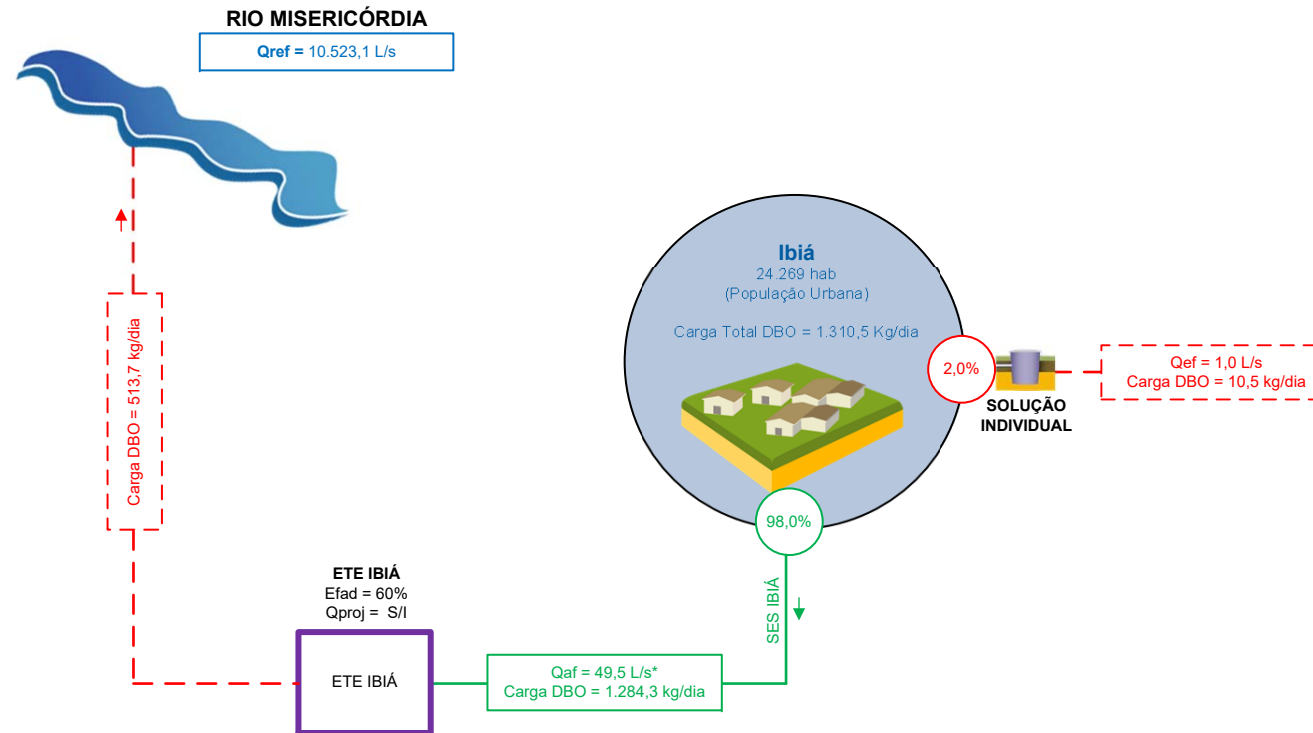 RIO MISERICÓRDIA
Qref = 10.523,1 L/s
Ibiá
24.269 hab
(População Urbana)
Carga Total DBO = 1.310,5 Kg/dia
2,0%
SOLUÇÃO
INDIVIDUAL
Qef = 1,0 L/s
Carga DBO = 10,5 kg/dia
98,0%
SES IBIÁ
Carga DBO = 513,7 kg/dia
ETE IBIÁ
Efad = 60%
Qproj = S/I
ETE IBIÁ
Qaf = 49,5 L/s*
Carga DBO = 1.284,3 kg/dia